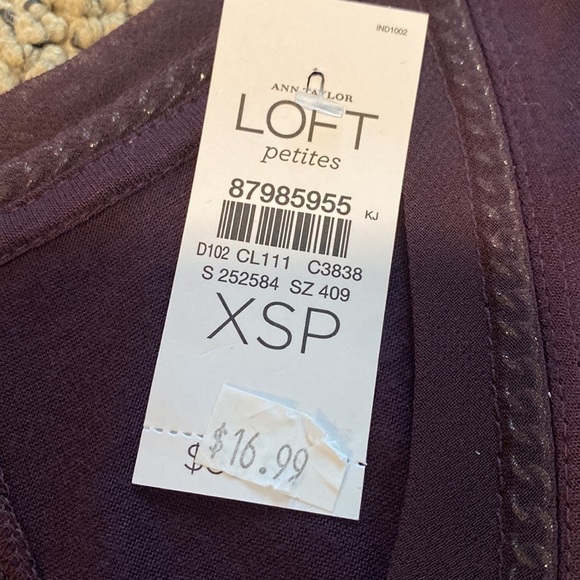 IND1002
ANN TAYLOR
LOFT
petites
87985955 KJ
D102 CL111 C3838
S 252584 SZ 409
XSP
$16.99
$